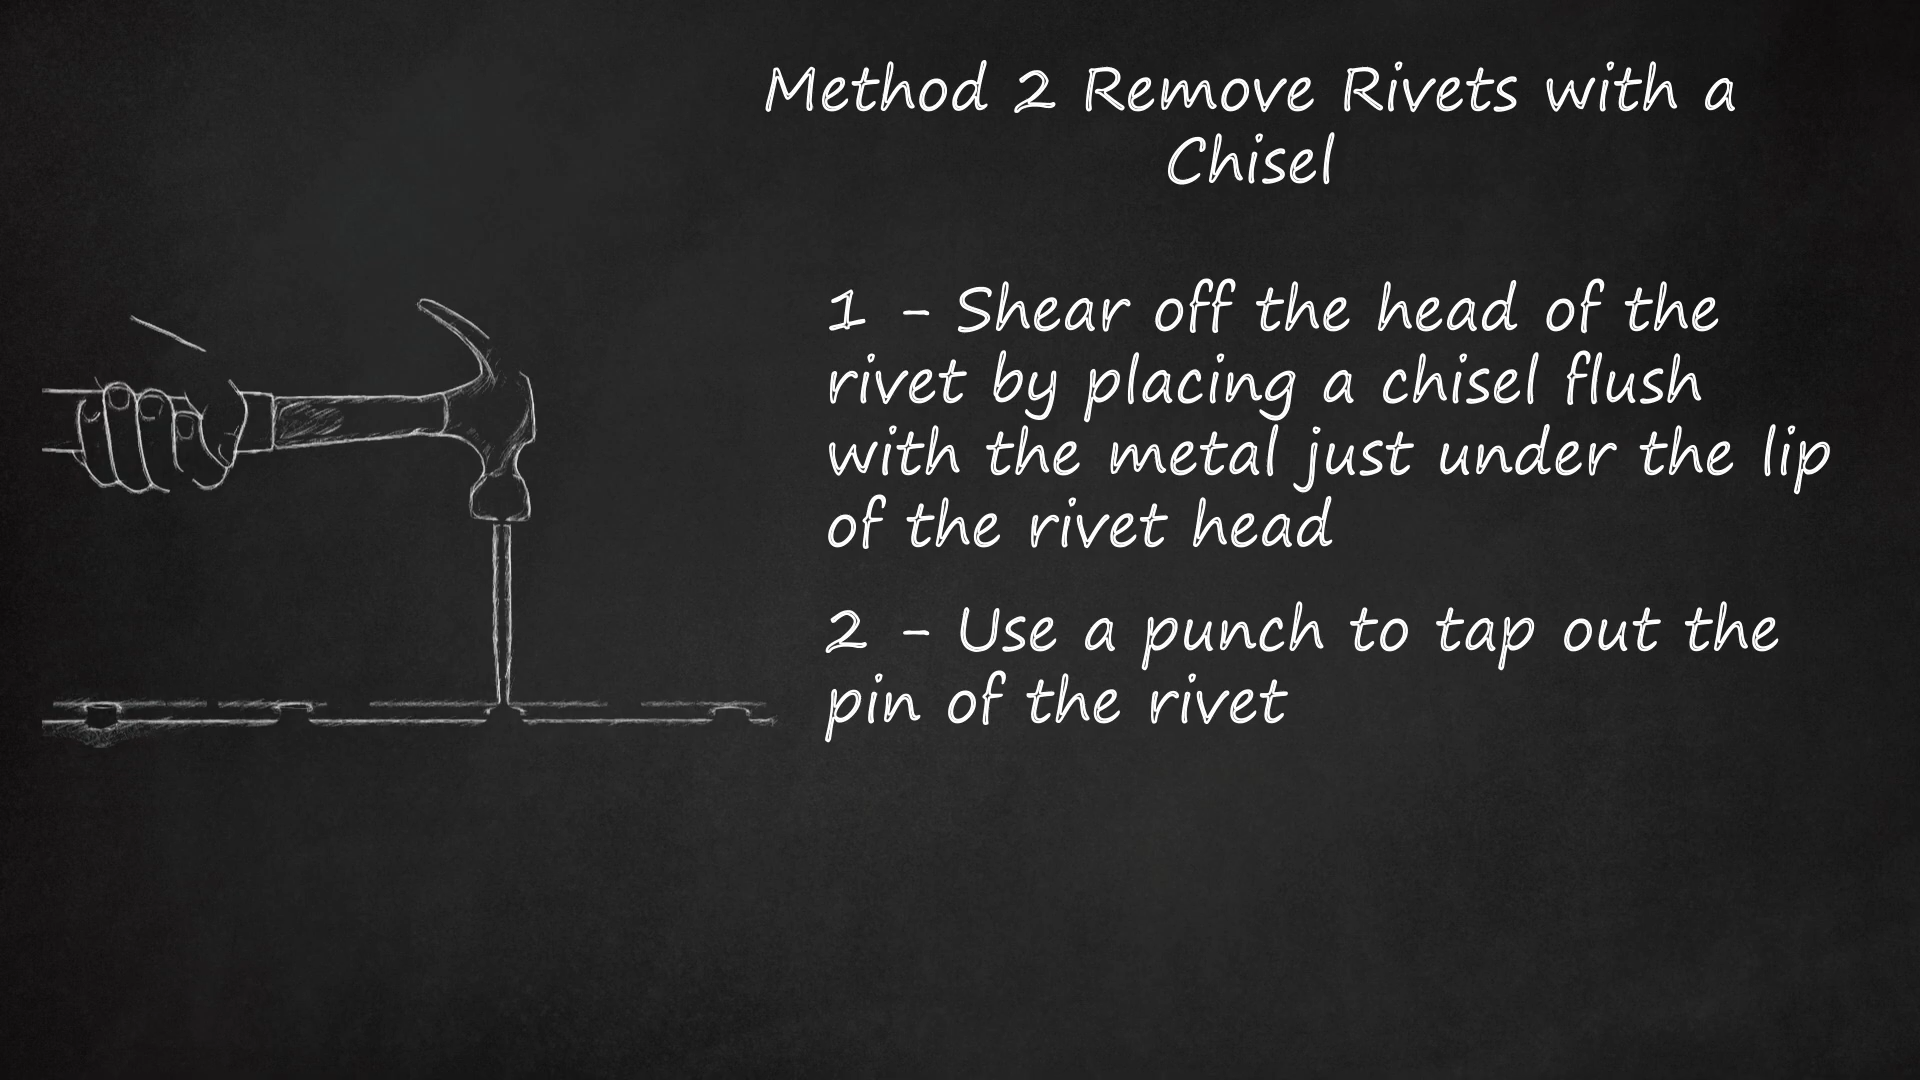 Method 2 Remove Rivets with a
Chisel
1 - Shear off the head of the
rivet by placing a chisel flush
with the metal just under the lip
of the rivet head
2 - Use a punch to tap out the
pin of the rivet